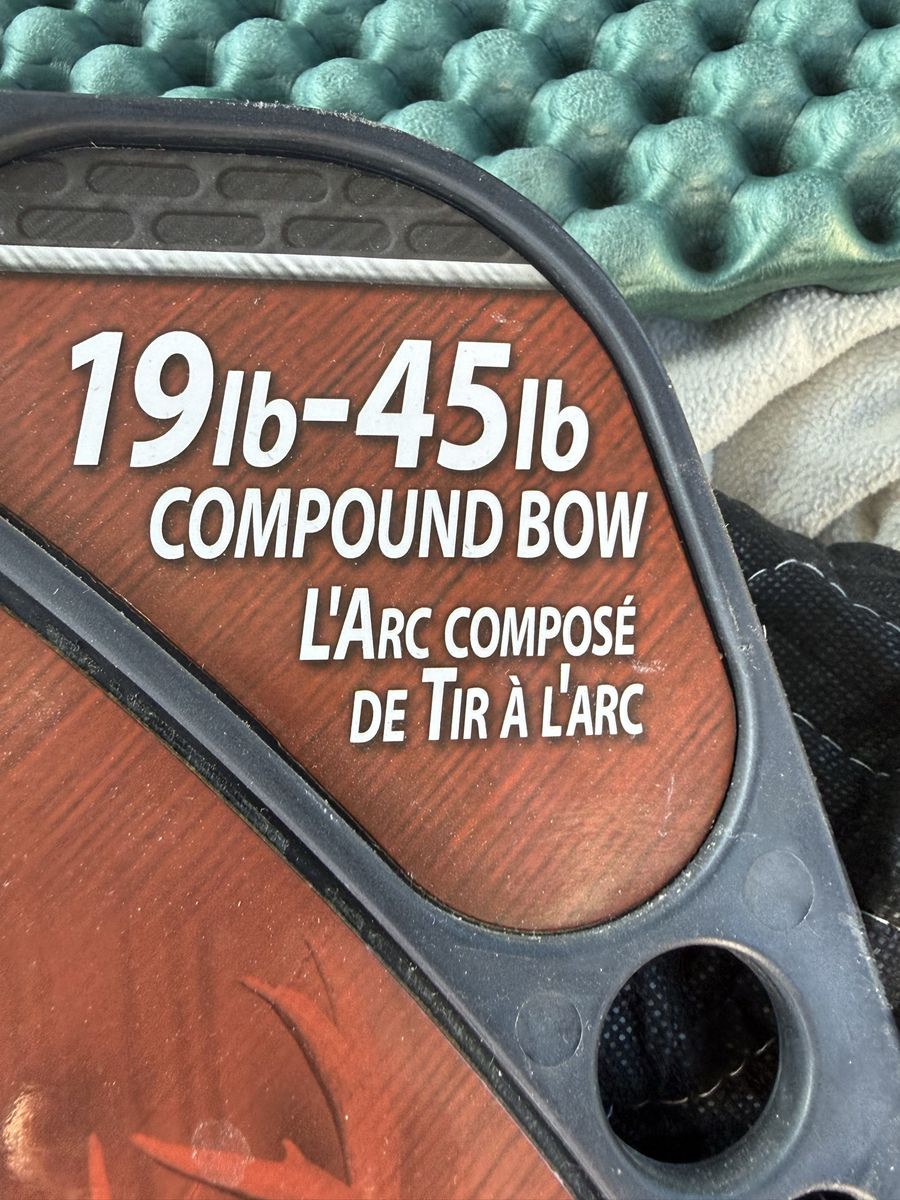 19lb-45lb
COMPOUND BOW
L'ARC COMPOSÉ
DE TIR À L'ARC